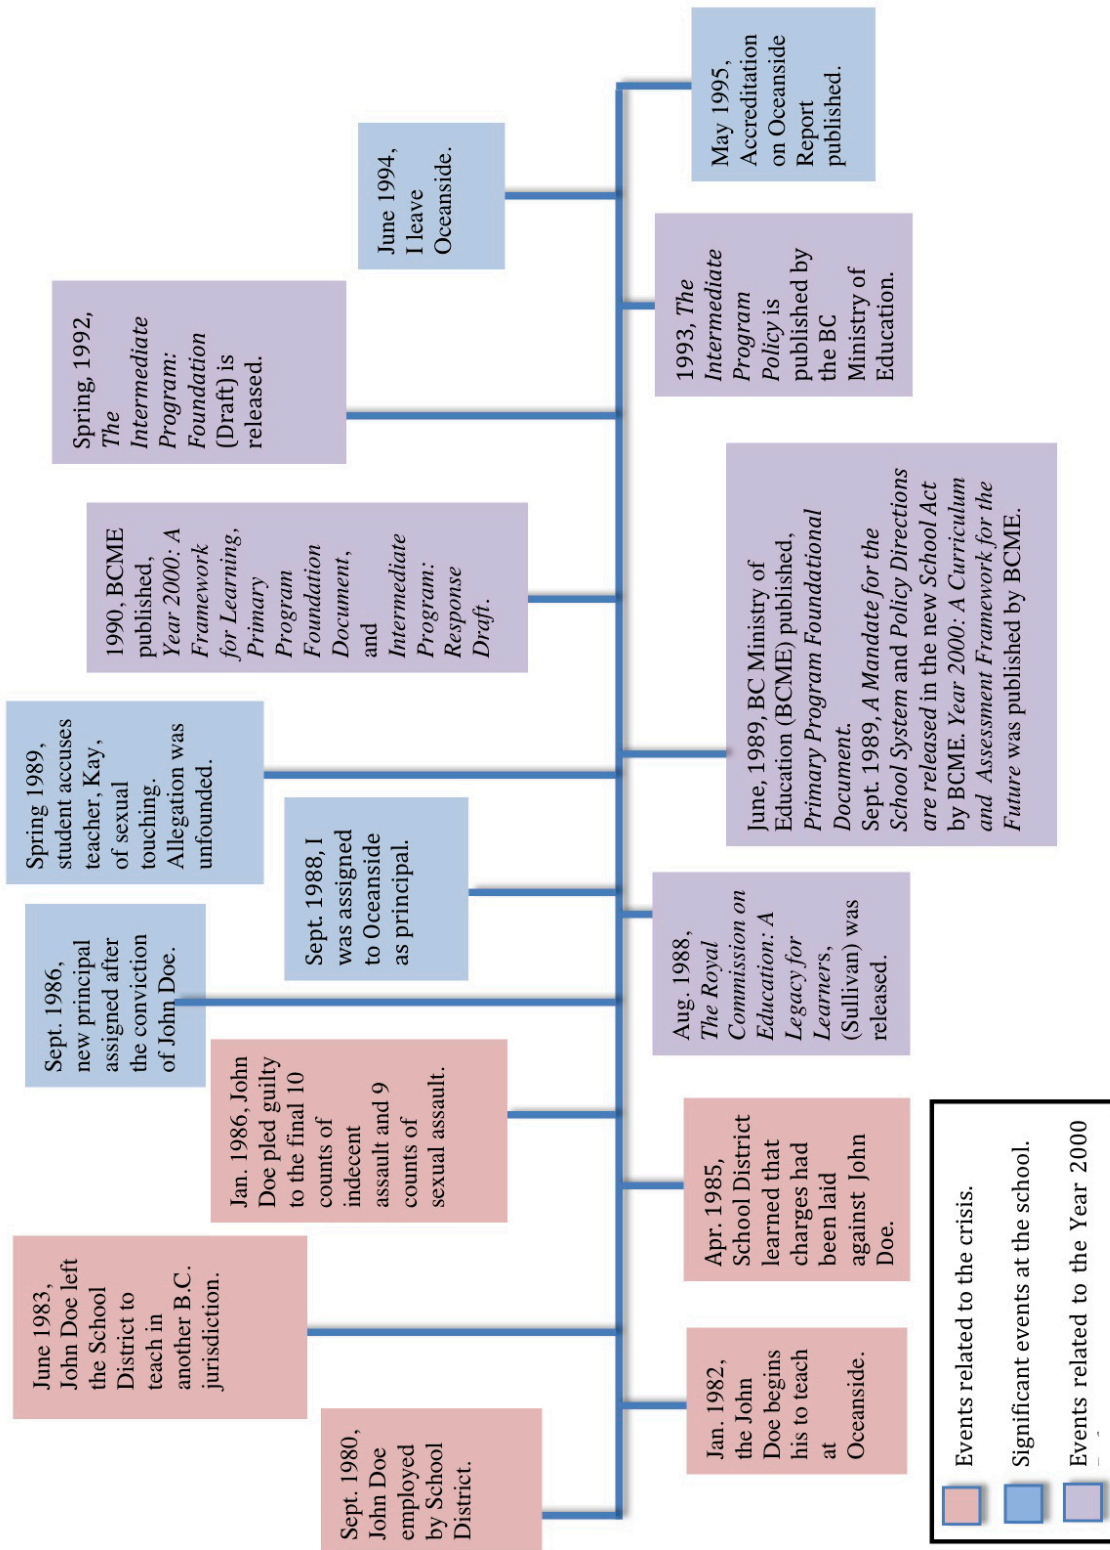 Sept. 1980,
John Doe
employed
by School
District.
June 1983,
John Doe left
the School
District to
teach in
another B.C.
jurisdiction.
Jan. 1986, John
Doe pled guilty
to the final 10
counts of
indecent
assault and 9
counts of
sexual assault.
Sept. 1986,
new principal
assigned after
the conviction
of John Doe.
Sept. 1988, I
was assigned
to Oceanside
as principal.
Spring 1989,
student accuses
teacher, Kay,
of sexual
touching.
Allegation was
unfounded.
1990, BCME
published,
Year 2000: A
Framework
for Learning,
Primary
Program
Foundation
Document,
and
Intermediate
Program:
Response
Draft.
Spring, 1992,
The
Intermediate
Program:
Foundation
(Draft) is
released.
June 1994,
I leave
Oceanside.
Jan. 1982,
the John
Doe begins
his to teach
at
Oceanside.
Apr. 1985,
School District
learned that
charges had
been laid
against John
Doe.
Aug. 1988,
The Royal
Commission on
Education: A
Legacy for
Learners,
(Sullivan) was
released.
June, 1989, BC Ministry of
Education (BCME) published,
Primary Program Foundational
Document.
Sept. 1989, A Mandate for the
School System and Policy Directions
are released in the new School Act
by BCME. Year 2000: A Curriculum
and Assessment Framework for the
Future was published by BCME.
1993, The
Intermediate
Program
Policy is
published by
the BC
Ministry of
Education.
May 1995,
Accreditation
on Oceanside
Report
published.
Events related to the crisis.
Significant events at the school.
Events related to the Year 2000